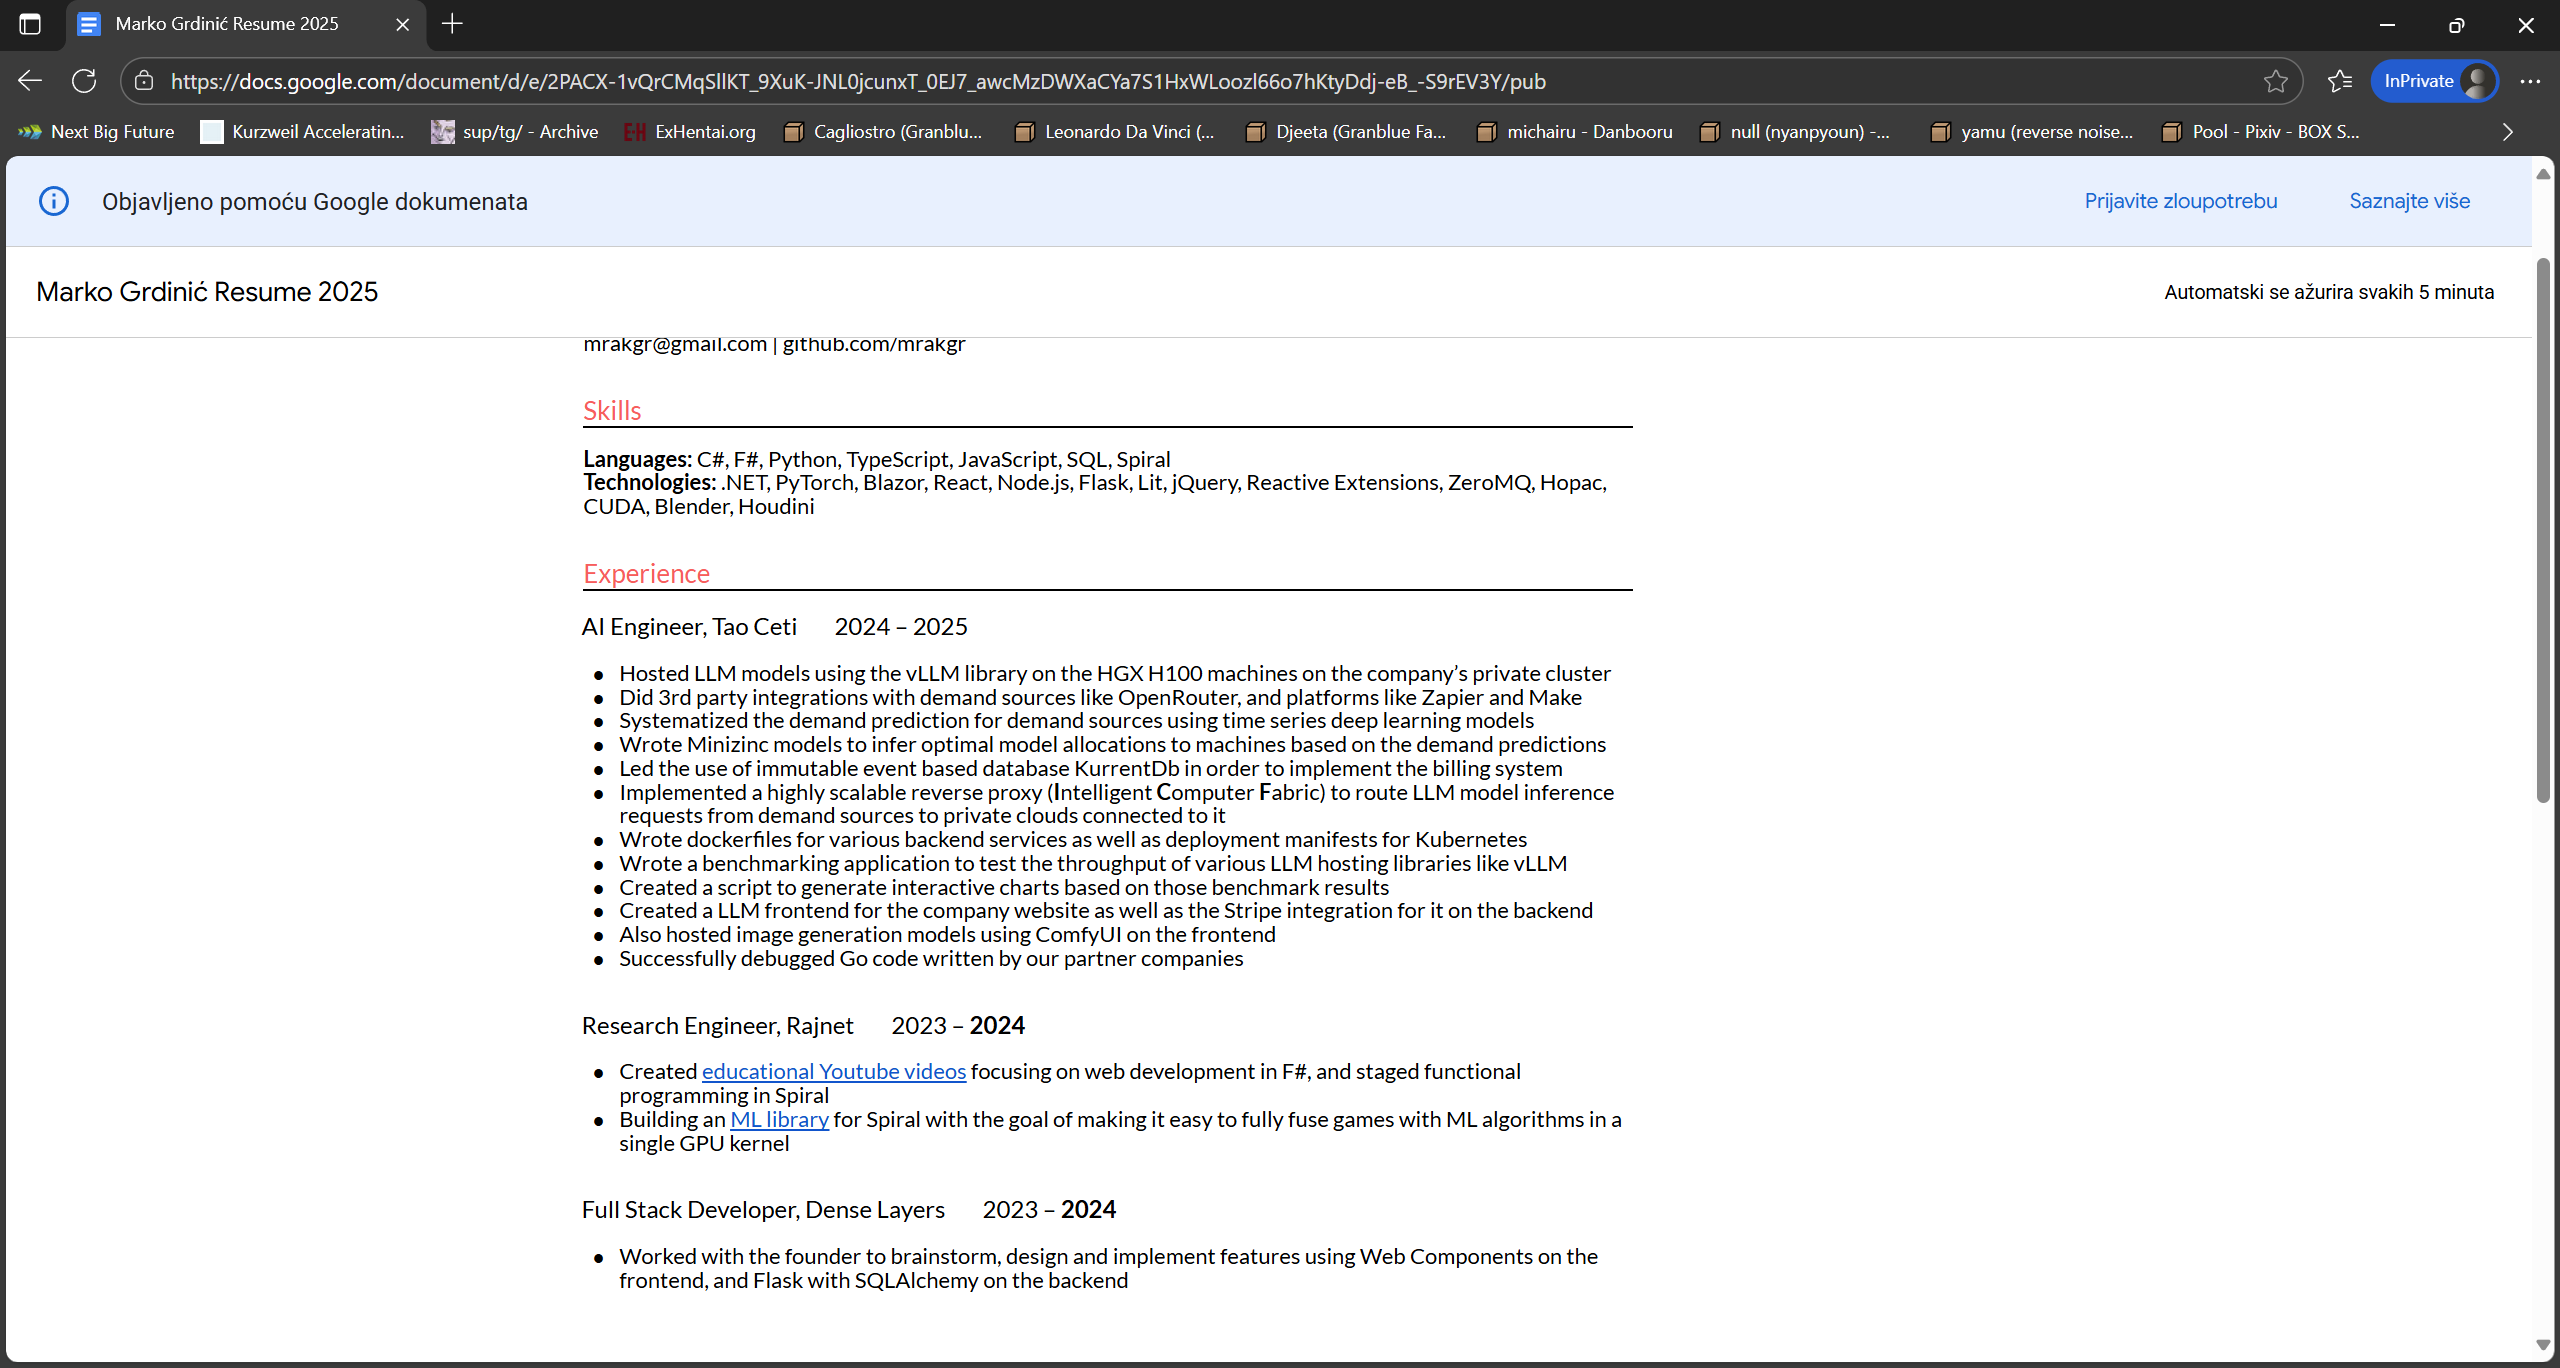 Marko Grdinić Resume 2025
https://docs.google.com/document/d/e/2PACX-1vQrCMqSllKT_9XuK-JNL0jcunxT_0EJ7_awcMzDWXaCYa7S1HxWLoozl66o7hKtyDdj-eB_-S9rEV3Y/pub
InPrivate
Next Big Future
Kurzweil Acceleratin...
sup/tg/ - Archive
E-H ExHentai.org
Cagliostro (Granblu...
Leonardo Da Vinci (...
Djeeta (Granblue Fa...
michairu - Danbooru
null (nyanpyoun) -...
yamu (reverse noise...
Pool - Pixiv - BOX S...
Objavljeno pomoću Google dokumenata
Prijavite zloupotrebu
Saznajte više
Marko Grdinić Resume 2025
Automatski se ažurira svakih 5 minuta
mrakgr@gmail.com | github.com/mrakgr
Skills
Languages: C#, F#, Python, TypeScript, JavaScript, SQL, Spiral
Technologies: .NET, PyTorch, Blazor, React, Node.js, Flask, Lit, jQuery, Reactive Extensions, ZeroMQ, Hopac,
CUDA, Blender, Houdini
Experience
AI Engineer, Tao Ceti 2024 – 2025
● Hosted LLM models using the vLLM library on the HGX H100 machines on the company’s private cluster
● Did 3rd party integrations with demand sources like OpenRouter, and platforms like Zapier and Make
● Systematized the demand prediction for demand sources using time series deep learning models
● Wrote Minizinc models to infer optimal model allocations to machines based on the demand predictions
● Led the use of immutable event based database KurrentDb in order to implement the billing system
● Implemented a highly scalable reverse proxy (Intelligent Computer Fabric) to route LLM model inference
requests from demand sources to private clouds connected to it
● Wrote dockerfiles for various backend services as well as deployment manifests for Kubernetes
● Wrote a benchmarking application to test the throughput of various LLM hosting libraries like vLLM
● Created a script to generate interactive charts based on those benchmark results
● Created a LLM frontend for the company website as well as the Stripe integration for it on the backend
● Also hosted image generation models using ComfyUI on the frontend
● Successfully debugged Go code written by our partner companies
Research Engineer, Rajnet 2023 – 2024
● Created educational Youtube videos focusing on web development in F#, and staged functional
programming in Spiral
● Building an ML library for Spiral with the goal of making it easy to fully fuse games with ML algorithms in a
single GPU kernel
Full Stack Developer, Dense Layers 2023 – 2024
● Worked with the founder to brainstorm, design and implement features using Web Components on the
frontend, and Flask with SQLAlchemy on the backend